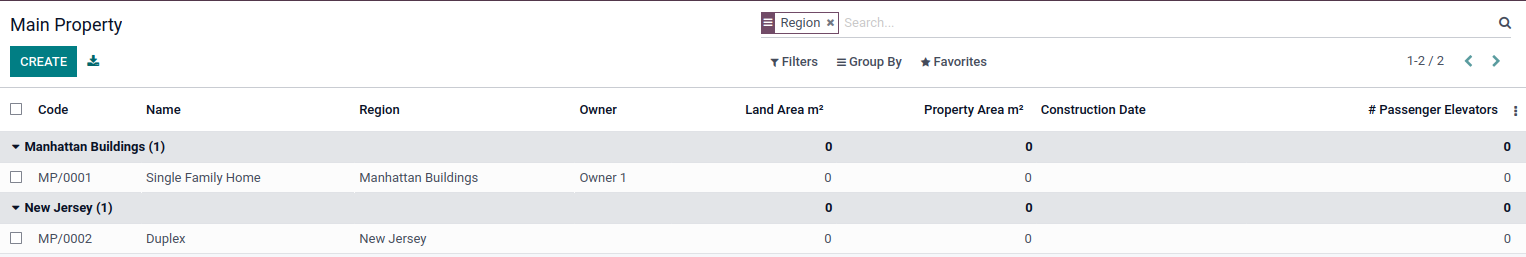 Main Property
Region × Search...
CREATE
Filters Group By Favorites 1-2 / 2
Code Name Region Owner Land Area m² Property Area m² Construction Date # Passenger Elevators
Manhattan Buildings (1) 0 0 0
MP/0001 Single Family Home Manhattan Buildings Owner 1 0 0 0
New Jersey (1) 0 0 0
MP/0002 Duplex New Jersey 0 0 0